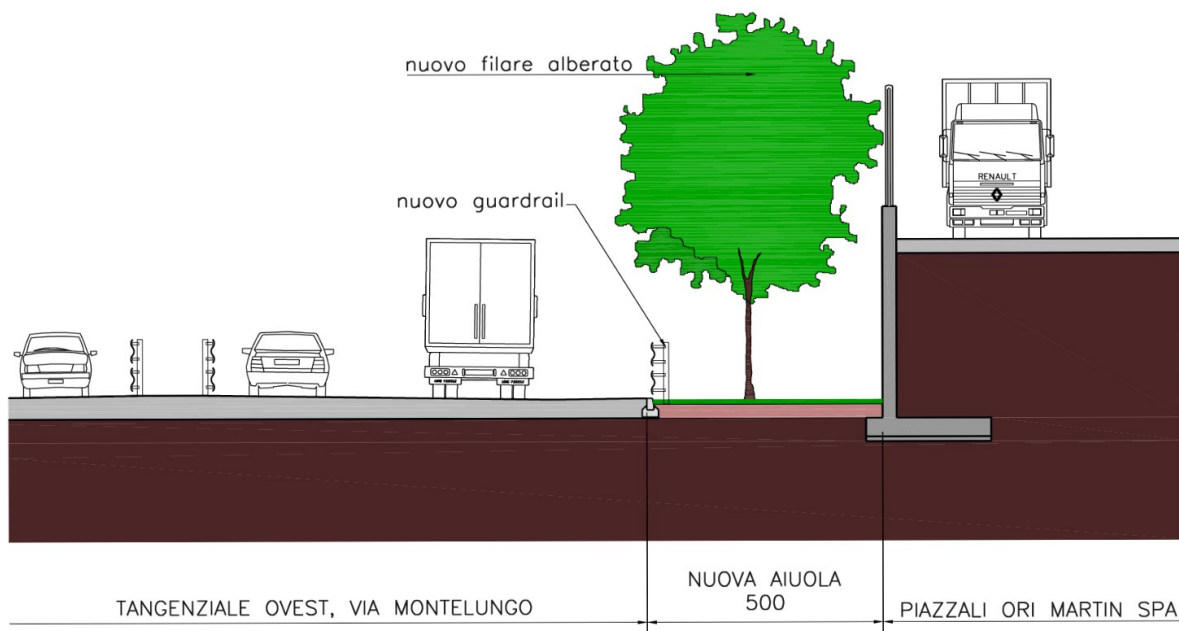 nuovo filare alberato
RENAULT
nuovo guardrail
TANGENZIALE OVEST, VIA MONTELUNGO
NUOVA AIUOLA
500
PIAZZALI ORI MARTIN SPA